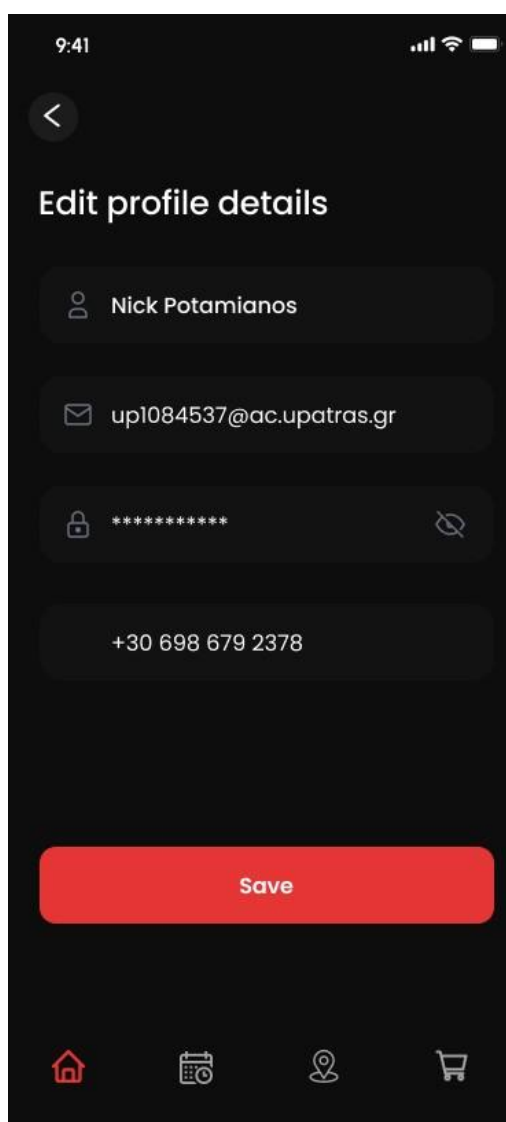 9:41
Edit profile details
Nick Potamianos
up1084537@ac.upatras.gr
***********
+30 698 679 2378
Save